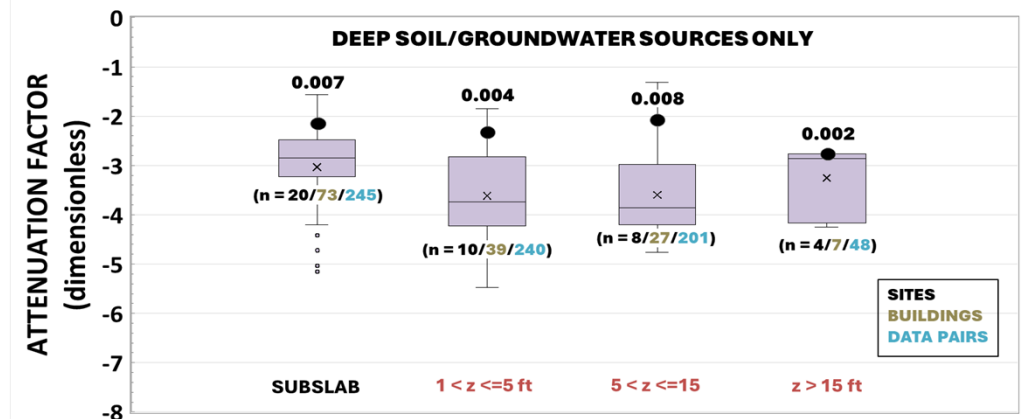 DEEP SOIL/GROUNDWATER SOURCES ONLY
ATTENUATION FACTOR
(dimensionless)
0
-1
-2
-3
-4
-5
-6
-7
-8
0.007
0.004
0.008
0.002
(n = 20/73/245)
(n = 10/39/240)
(n = 8/27/201)
(n = 4/7/48)
SITES
BUILDINGS
DATA PAIRS
SUBSLAB
1 < z <=5 ft
5 < z <=15
z > 15 ft